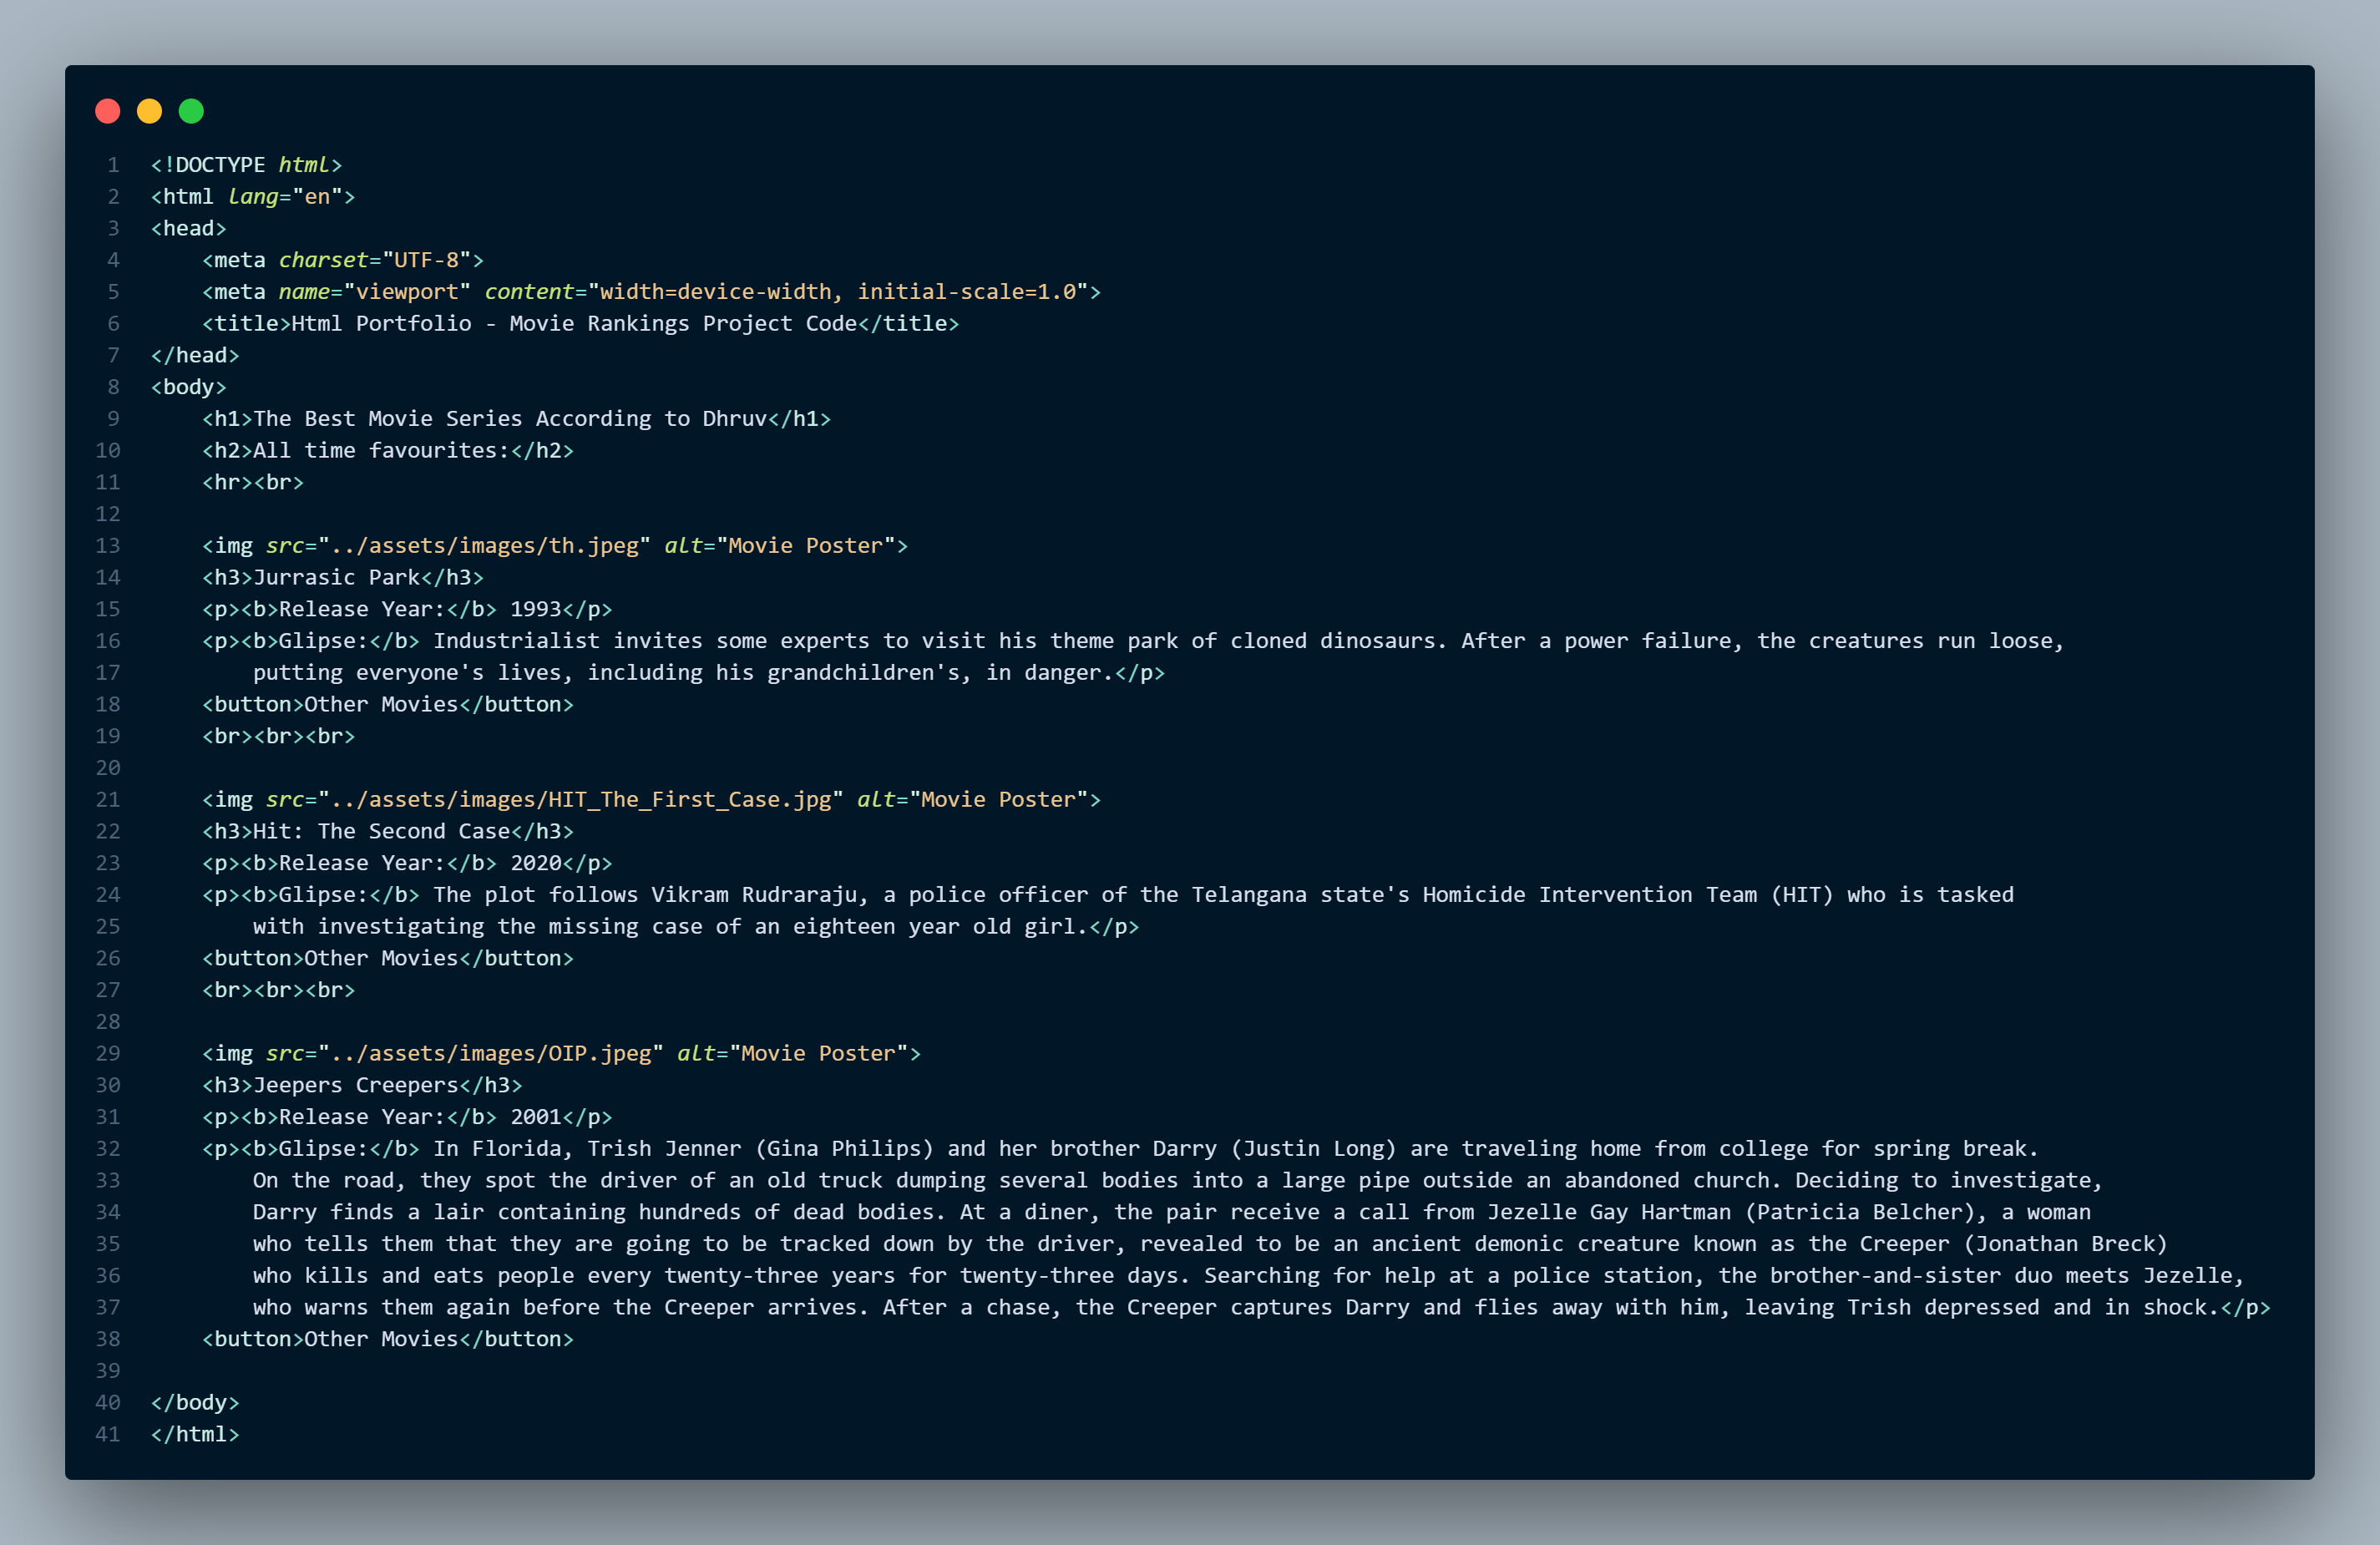 1 <!DOCTYPE html>
2 <html lang="en">
3 <head>
4     <meta charset="UTF-8">
5     <meta name="viewport" content="width=device-width, initial-scale=1.0">
6     <title>Html Portfolio - Movie Rankings Project Code</title>
7 </head>
8 <body>
9     <h1>The Best Movie Series According to Dhruv</h1>
10     <h2>All time favourites:</h2>
11     <hr><br>
12
13     <img src="../assets/images/th.jpeg" alt="Movie Poster">
14     <h3>Jurrasic Park</h3>
15     <p><b>Release Year:</b> 1993</p>
16     <p><b>Glipse:</b> Industrialist invites some experts to visit his theme park of cloned dinosaurs. After a power failure, the creatures run loose,
17         putting everyone's lives, including his grandchildren's, in danger.</p>
18     <button>Other Movies</button>
19     <br><br><br>
20
21     <img src="../assets/images/HIT_The_First_Case.jpg" alt="Movie Poster">
22     <h3>Hit: The Second Case</h3>
23     <p><b>Release Year:</b> 2020</p>
24     <p><b>Glipse:</b> The plot follows Vikram Rudraraju, a police officer of the Telangana state's Homicide Intervention Team (HIT) who is tasked
25         with investigating the missing case of an eighteen year old girl.</p>
26     <button>Other Movies</button>
27     <br><br><br>
28
29     <img src="../assets/images/OIP.jpeg" alt="Movie Poster">
30     <h3>Jeepers Creepers</h3>
31     <p><b>Release Year:</b> 2001</p>
32     <p><b>Glipse:</b> In Florida, Trish Jenner (Gina Philips) and her brother Darry (Justin Long) are traveling home from college for spring break.
33         On the road, they spot the driver of an old truck dumping several bodies into a large pipe outside an abandoned church. Deciding to investigate,
34         Darry finds a lair containing hundreds of dead bodies. At a diner, the pair receive a call from Jezelle Gay Hartman (Patricia Belcher), a woman
35         who tells them that they are going to be tracked down by the driver, revealed to be an ancient demonic creature known as the Creeper (Jonathan Breck)
36         who kills and eats people every twenty-three years for twenty-three days. Searching for help at a police station, the brother-and-sister duo meets Jezelle,
37         who warns them again before the Creeper arrives. After a chase, the Creeper captures Darry and flies away with him, leaving Trish depressed and in shock.</p>
38     <button>Other Movies</button>
39
40 </body>
41 </html>